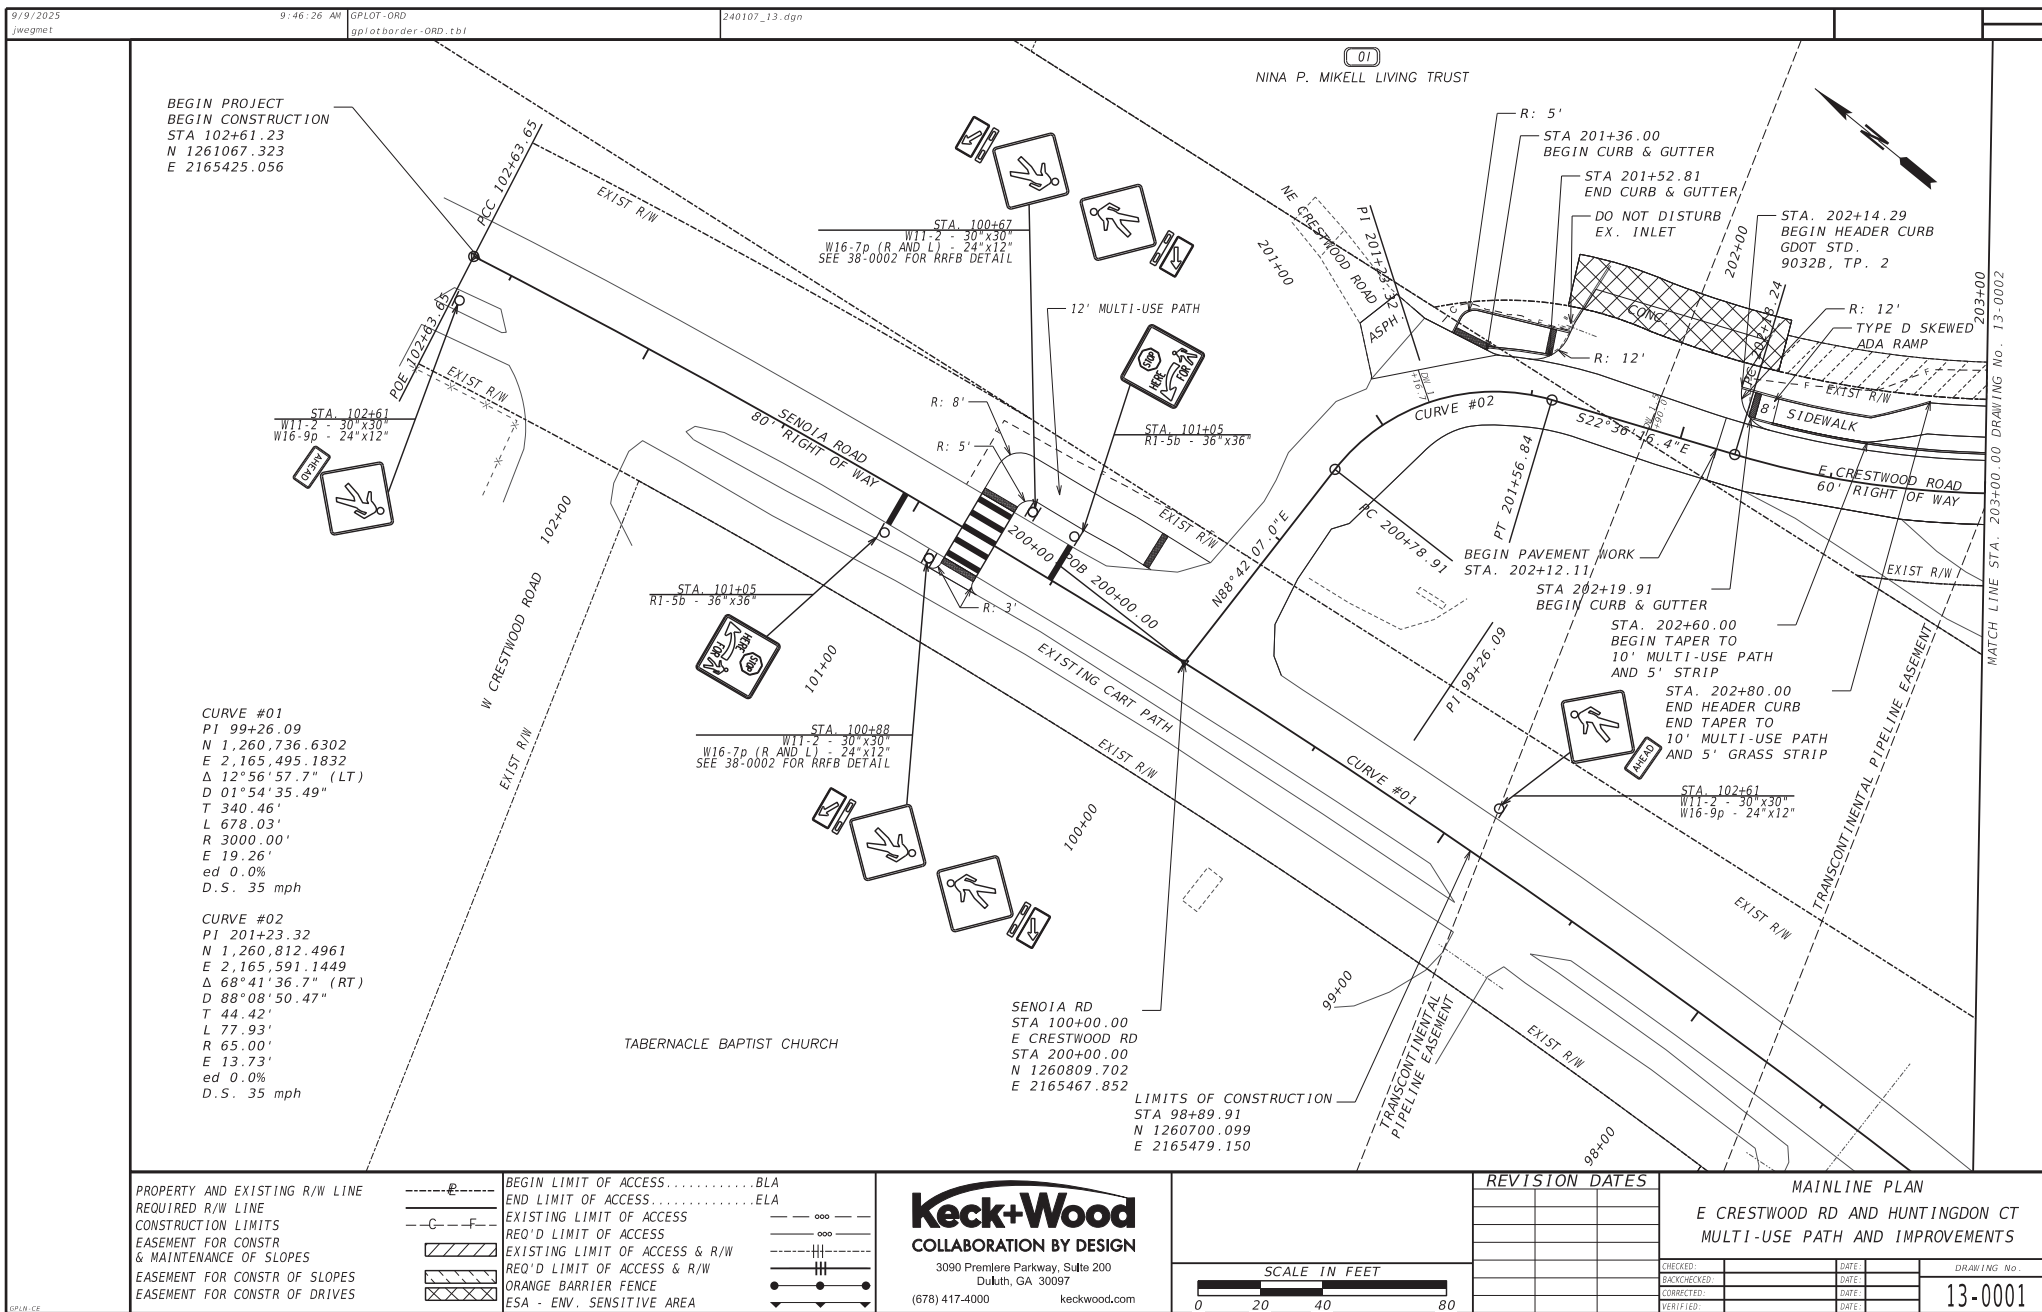 9/9/2025
9:46:26 AM
GPLOT-ORD
240107_13.dgn
jwegmet
gplotborder-ORD.tbl
01
NINA P. MIKELL LIVING TRUST
BEGIN PROJECT
BEGIN CONSTRUCTION
STA 102+61.23
N 1261067.323
E 2165425.056
PCC 102+63.65
POE 102+63.65
EXIST R/W
EXIST R/W
STA. 102+61
W11-2 - 30"x30"
W16-9p - 24"x12"
AHEAD
STA. 100+67
W11-2 - 30"x30"
W16-7p (R AND L) - 24"x12"
SEE 38-0002 FOR RRFB DETAIL
12' MULTI-USE PATH
STOP
HERE
FOR
STA. 101+05
R1-5b - 36"x36"
R: 8'
R: 5'
SENOIA ROAD
80' RIGHT OF WAY
102+00
W CRESTWOOD ROAD
EXIST R/W
STA. 101+05
R1-5b - 36"x36"
STOP
HERE
FOR
101+00
R: 3'
200+00
POB 200+00.00
EXIST R/W
EXISTING CART PATH
EXIST R/W
STA. 100+88
W11-2 - 30"x30"
W16-7p (R AND L) - 24"x12"
SEE 38-0002 FOR RRFB DETAIL
100+00
NE CRESTWOOD ROAD
201+00
PI 201+23.32
ASPH.
R: 5'
STA 201+36.00
BEGIN CURB & GUTTER
STA 201+52.81
END CURB & GUTTER
DO NOT DISTURB
EX. INLET
202+00
STA. 202+14.29
BEGIN HEADER CURB
GDOT STD.
9032B, TP. 2
N
203+00
R: 12'
TYPE D SKEWED
ADA RAMP
CONC
R: 12'
EXIST R/W
8' SIDEWALK
CURVE #02
S22°36'16.4"E
E CRESTWOOD ROAD
60' RIGHT OF WAY
PT 201+56.84
PC 200+78.91
N88°42'07.0"E
BEGIN PAVEMENT WORK
STA. 202+12.11
STA 202+19.91
BEGIN CURB & GUTTER
EXIST R/W
STA. 202+60.00
BEGIN TAPER TO
10' MULTI-USE PATH
AND 5' STRIP
STA. 202+80.00
END HEADER CURB
END TAPER TO
10' MULTI-USE PATH
AND 5' GRASS STRIP
MATCH LINE STA. 203+00.00 DRAWING No. 13-0002
PI 99+26.09
AHEAD
STA. 102+61
W11-2 - 30"x30"
W16-9p - 24"x12"
TRANSCONTINENTAL PIPELINE EASEMENT
CURVE #01
EXIST R/W
99+00
TRANSCONTINENTAL
PIPELINE EASEMENT
EXIST R/W
98+00
CURVE #01
PI 99+26.09
N 1,260,736.6302
E 2,165,495.1832
Δ 12°56'57.7" (LT)
D 01°54'35.49"
T 340.46'
L 678.03'
R 3000.00'
E 19.26'
ed 0.0%
D.S. 35 mph
CURVE #02
PI 201+23.32
N 1,260,812.4961
E 2,165,591.1449
Δ 68°41'36.7" (RT)
D 88°08'50.47"
T 44.42'
L 77.93'
R 65.00'
E 13.73'
ed 0.0%
D.S. 35 mph
TABERNACLE BAPTIST CHURCH
SENOIA RD
STA 100+00.00
E CRESTWOOD RD
STA 200+00.00
N 1260809.702
E 2165467.852
LIMITS OF CONSTRUCTION
STA 98+89.91
N 1260700.099
E 2165479.150
PROPERTY AND EXISTING R/W LINE
REQUIRED R/W LINE
CONSTRUCTION LIMITS
C F
EASEMENT FOR CONSTR
& MAINTENANCE OF SLOPES
EASEMENT FOR CONSTR OF SLOPES
EASEMENT FOR CONSTR OF DRIVES
BEGIN LIMIT OF ACCESS............BLA
END LIMIT OF ACCESS..............ELA
EXISTING LIMIT OF ACCESS
REQ'D LIMIT OF ACCESS
EXISTING LIMIT OF ACCESS & R/W
REQ'D LIMIT OF ACCESS & R/W
ORANGE BARRIER FENCE
ESA - ENV. SENSITIVE AREA
Keck+Wood
COLLABORATION BY DESIGN
3090 Premiere Parkway, Suite 200
Duluth, GA 30097
(678) 417-4000 keckwood.com
SCALE IN FEET
0 20 40 80
REVISION DATES
MAINLINE PLAN
E CRESTWOOD RD AND HUNTINGDON CT
MULTI-USE PATH AND IMPROVEMENTS
CHECKED: DATE:
BACKCHECKED: DATE:
CORRECTED: DATE:
VERIFIED: DATE:
DRAWING No.
13-0001
GPLN-CE